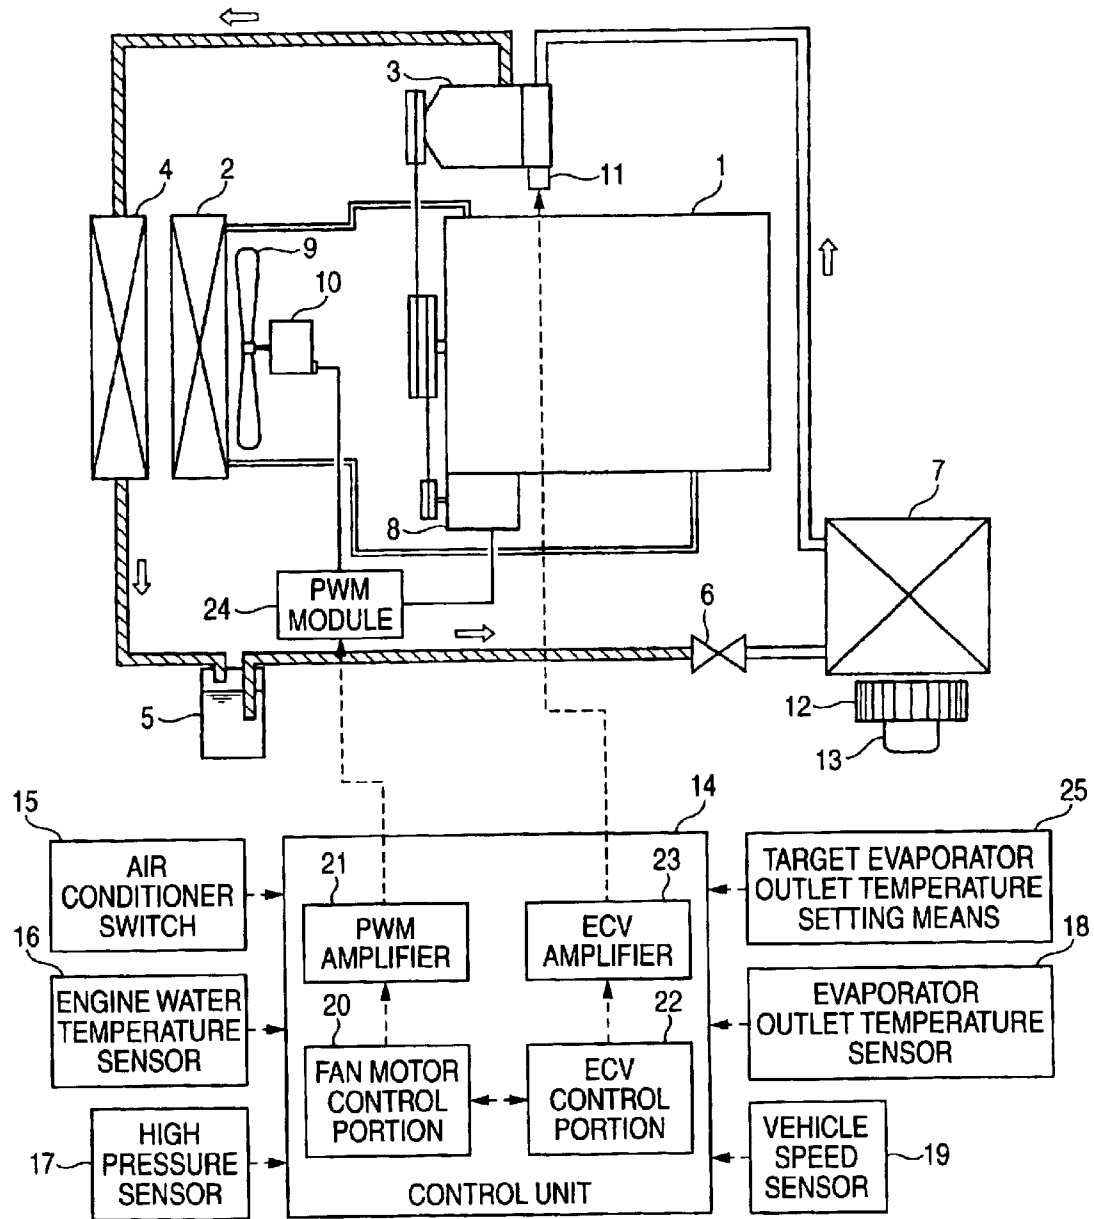 3
11
1
4
2
9
10
8
7
PWM
MODULE
24
6
5
12
13
15
AIR
CONDITIONER
SWITCH
14
25
TARGET EVAPORATOR
OUTLET TEMPERATURE
SETTING MEANS
21
PWM
AMPLIFIER
23
ECV
AMPLIFIER
16
ENGINE WATER
TEMPERATURE
SENSOR
18
EVAPORATOR
OUTLET TEMPERATURE
SENSOR
20
FAN MOTOR
CONTROL
PORTION
22
ECV
CONTROL
PORTION
17
HIGH
PRESSURE
SENSOR
VEHICLE
SPEED
SENSOR
19
CONTROL UNIT